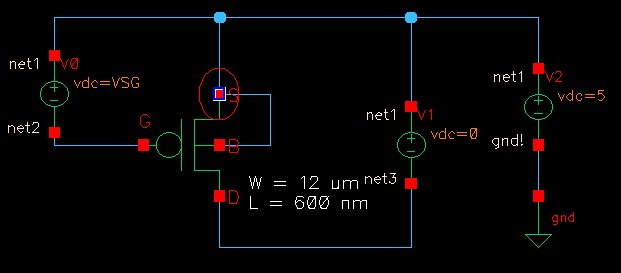 net1
V0
vdc=VSG
net2
G
S
B
D
W = 12 um
L = 600 nm
net1
V1
vdc=0
net3
net1
V2
vdc=5
gnd!
gnd